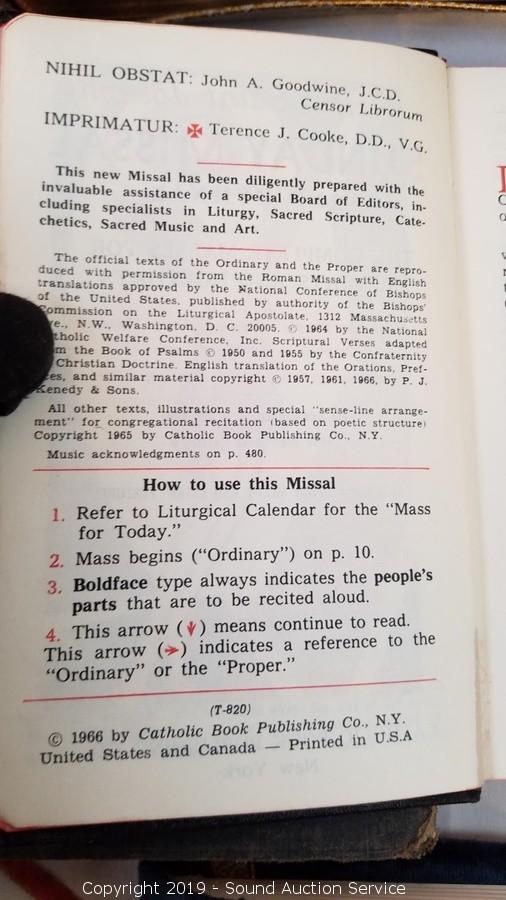 NIHIL OBSTAT: John A. Goodwine, J.C.D.
Censor Librorum
IMPRIMATUR: ✠ Terence J. Cooke, D.D., V.G.
This new Missal has been diligently prepared with the
invaluable assistance of a special Board of Editors, in-
cluding specialists in Liturgy, Sacred Scripture, Cate-
chetics, Sacred Music and Art.
The official texts of the Ordinary and the Proper are repro-
duced with permission from the Roman Missal with English
translations approved by the National Conference of Bishops
of the United States, published by authority of the Bishops'
Commission on the Liturgical Apostolate, 1312 Massachusetts
ve., N.W., Washington, D. C. 20005. © 1964 by the National
tholic Welfare Conference, Inc. Scriptural Verses adapted
m the Book of Psalms © 1950 and 1955 by the Confraternity
Christian Doctrine. English translation of the Orations, Pref-
ces, and similar material copyright © 1957, 1961, 1966, by P. J.
Kenedy & Sons.
All other texts, illustrations and special "sense-line arrange-
ment" for congregational recitation (based on poetic structure)
Copyright 1965 by Catholic Book Publishing Co., N.Y.
Music acknowledgments on p. 480.
How to use this Missal
1. Refer to Liturgical Calendar for the "Mass
for Today."
2. Mass begins ("Ordinary") on p. 10.
3. Boldface type always indicates the people's
parts that are to be recited aloud.
4. This arrow (↓) means continue to read.
This arrow (→) indicates a reference to the
"Ordinary" or the "Proper."
(T-820)
© 1966 by Catholic Book Publishing Co., N.Y.
United States and Canada — Printed in U.S.A
Copyright 2019 - Sound Auction Service